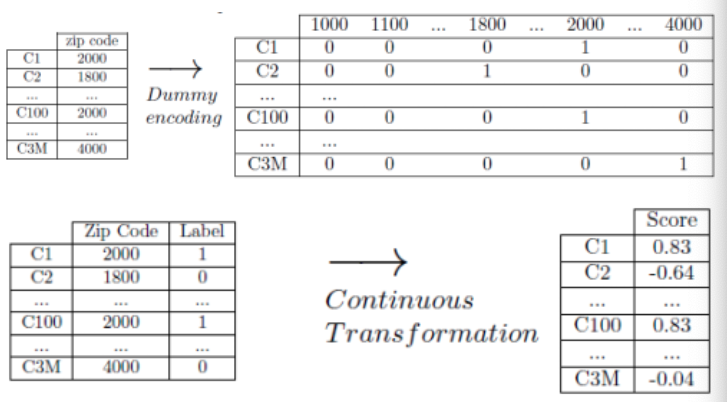 1000 1100 ... 1800 ... 2000 ... 4000
C1 0 0 0 1 0
C2 0 0 1 0 0
... ...
C100 0 0 0 1 0
... ...
C3M 0 0 0 0 1
zip code
C1 2000
C2 1800
... ...
C100 2000
... ...
C3M 4000
Dummy
encoding
Zip Code Label
C1 2000 1
C2 1800 0
... ... ...
C100 2000 1
... ... ...
C3M 4000 0
Continuous
Transformation
Score
C1 0.83
C2 -0.64
... ...
C100 0.83
... ...
C3M -0.04